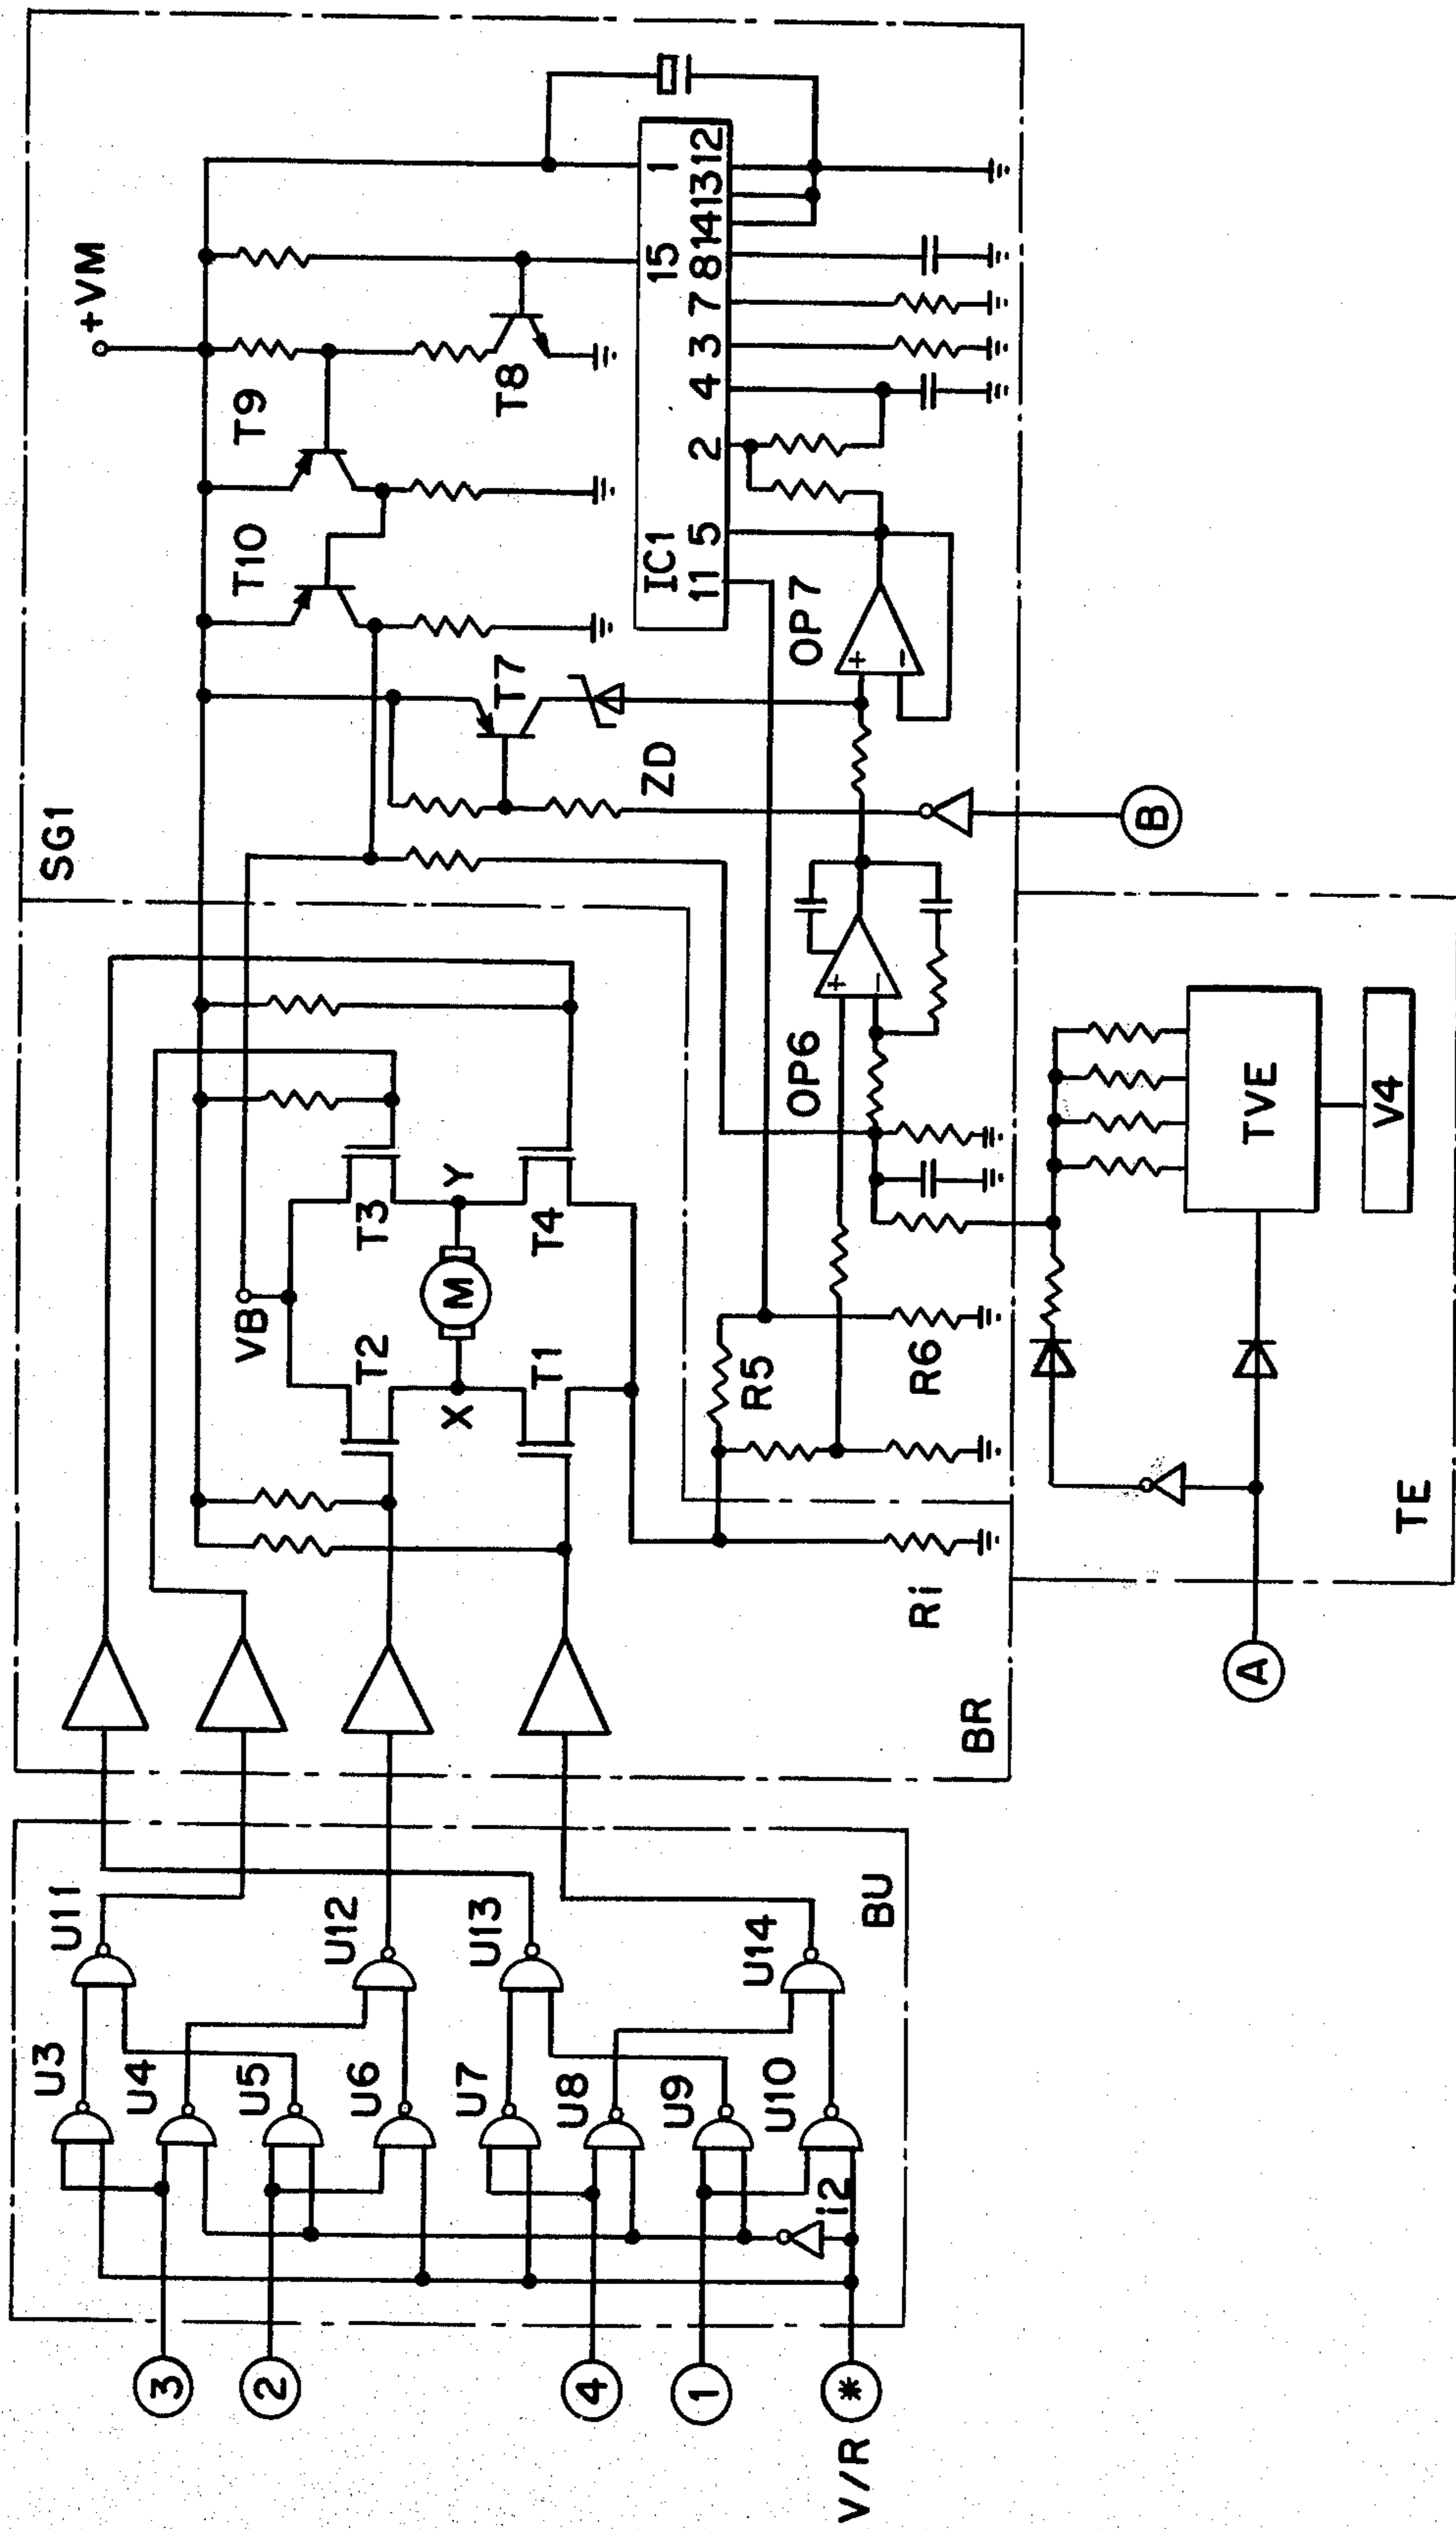 SG1
+VM
T10
T9
T8
T7
ZD
IC1
15
1
11
5
2
4
3
7
8
14
13
12
OP7
+
−
B
VB
T2
T3
X
M
Y
T1
T4
OP6
+
−
R5
R6
Ri
BR
TVE
V4
TE
A
U3
U4
U5
U6
U7
U8
U9
U10
U11
U12
U13
U14
i2
BU
3
2
4
1
*
V/R